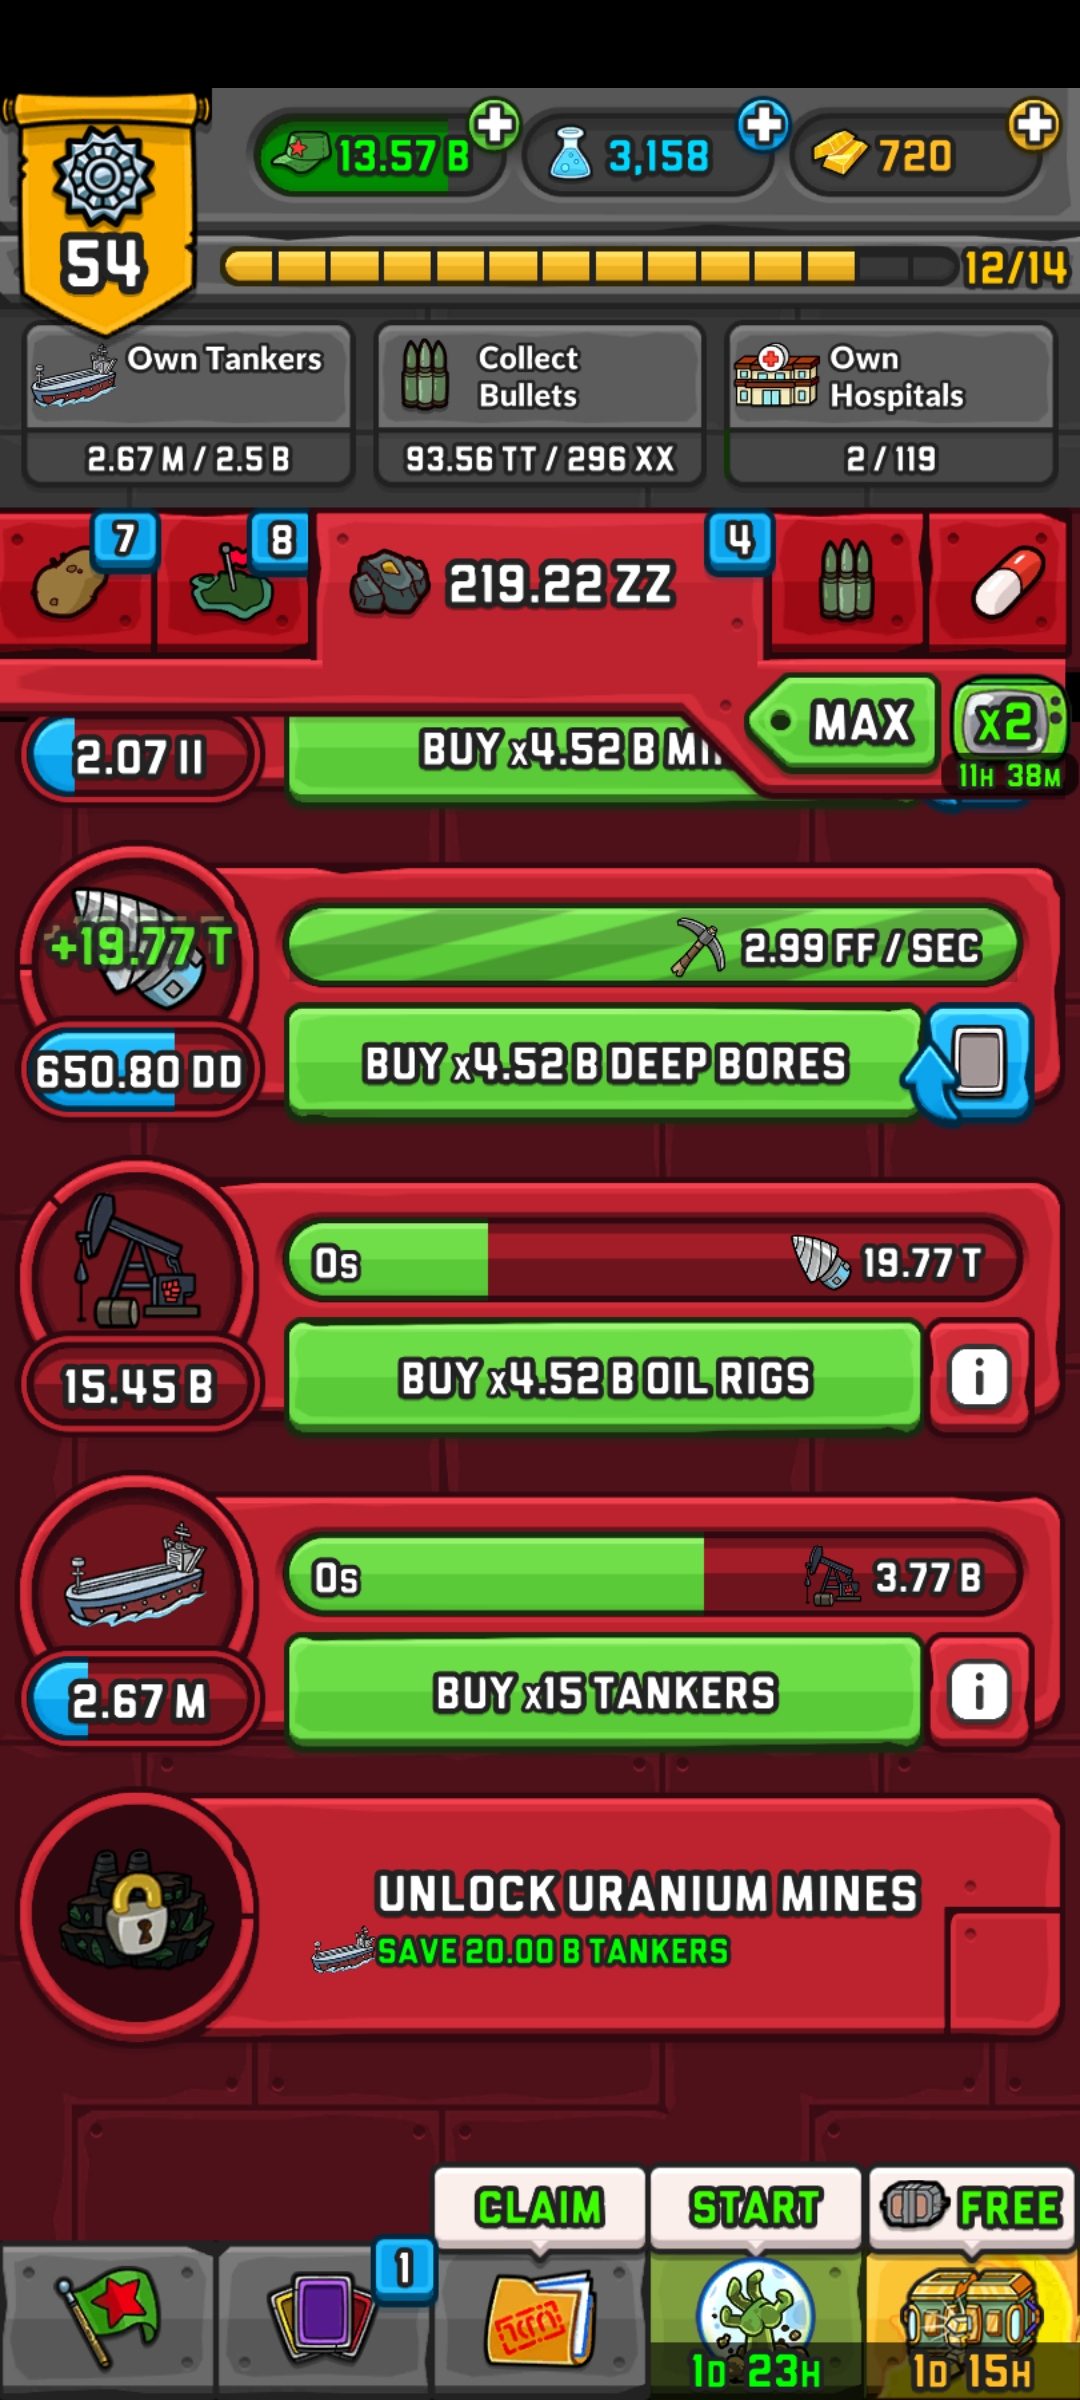 13.57 B
3,158
720
54
12/14
Own Tankers
2.67 M / 2.5 B
Collect
Bullets
93.56 TT / 296 XX
Own
Hospitals
2 / 119
7
8
219.22 ZZ
4
MAX
x2
11H 38M
2.07 II
BUY x4.52 B
+19.77 T
2.99 FF / SEC
650.80 DD
BUY x4.52 B DEEP BORES
0s
19.77 T
15.45 B
BUY x4.52 B OIL RIGS
i
0s
3.77 B
2.67 M
BUY x15 TANKERS
i
UNLOCK URANIUM MINES
SAVE 20.00 B TANKERS
CLAIM
START
FREE
1
1D 23H
1D 15H